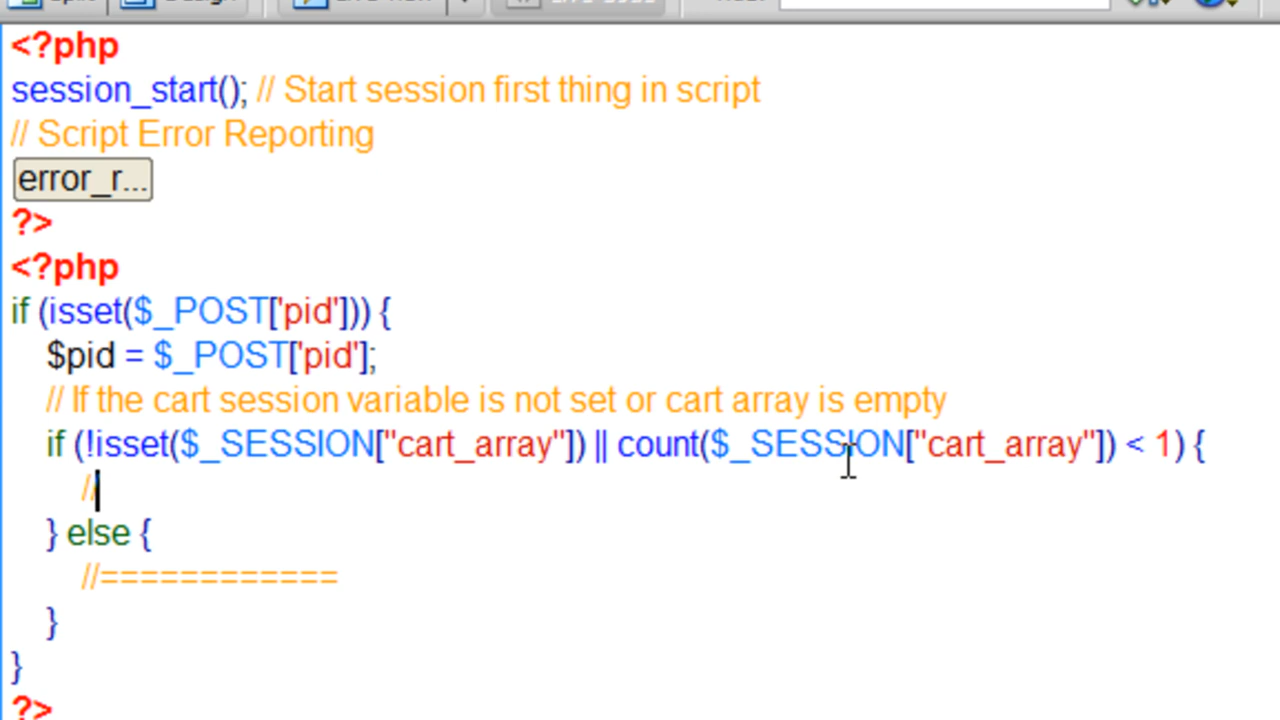 <?php
session_start(); // Start session first thing in script
// Script Error Reporting
error_r...
?>
<?php
if (isset($_POST['pid'])) {
$pid = $_POST['pid'];
// If the cart session variable is not set or cart array is empty
if (!isset($_SESSION["cart_array"]) || count($_SESSION["cart_array"]) < 1) {
//
} else {
//============
}
}
?>